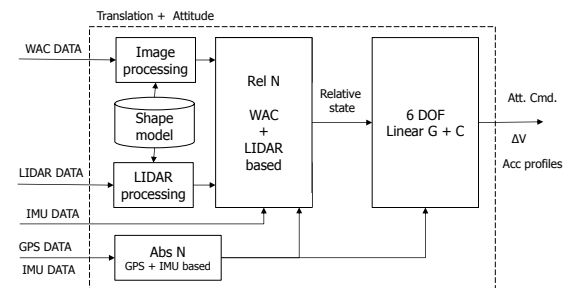 Translation + Attitude
WAC DATA
Image
processing
Shape
model
LIDAR DATA
LIDAR
processing
IMU DATA
GPS DATA
IMU DATA
Abs N
GPS + IMU based
Rel N
WAC
+
LIDAR
based
Relative
state
6 DOF
Linear G + C
Att. Cmd.
ΔV
Acc profiles